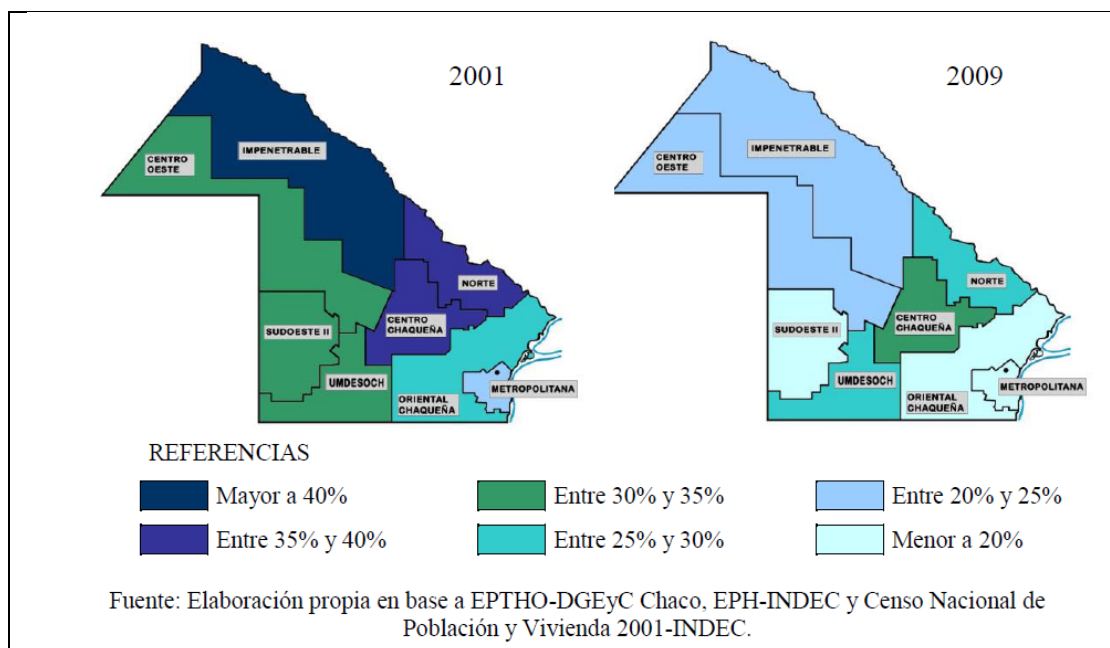 2001
IMPENETRABLE
CENTRO
OESTE
NORTE
CENTRO
CHAQUEÑA
SUDOESTE II
UMDESOCH
METROPOLITANA
ORIENTAL
CHAQUEÑA
2009
IMPENETRABLE
CENTRO
OESTE
NORTE
CENTRO
CHAQUEÑA
SUDOESTE II
UMDESOCH
METROPOLITANA
ORIENTAL
CHAQUEÑA
REFERENCIAS
Mayor a 40%
Entre 30% y 35%
Entre 20% y 25%
Entre 35% y 40%
Entre 25% y 30%
Menor a 20%
Fuente: Elaboración propia en base a EPTHO-DGEyC Chaco, EPH-INDEC y Censo Nacional de
Población y Vivienda 2001-INDEC.